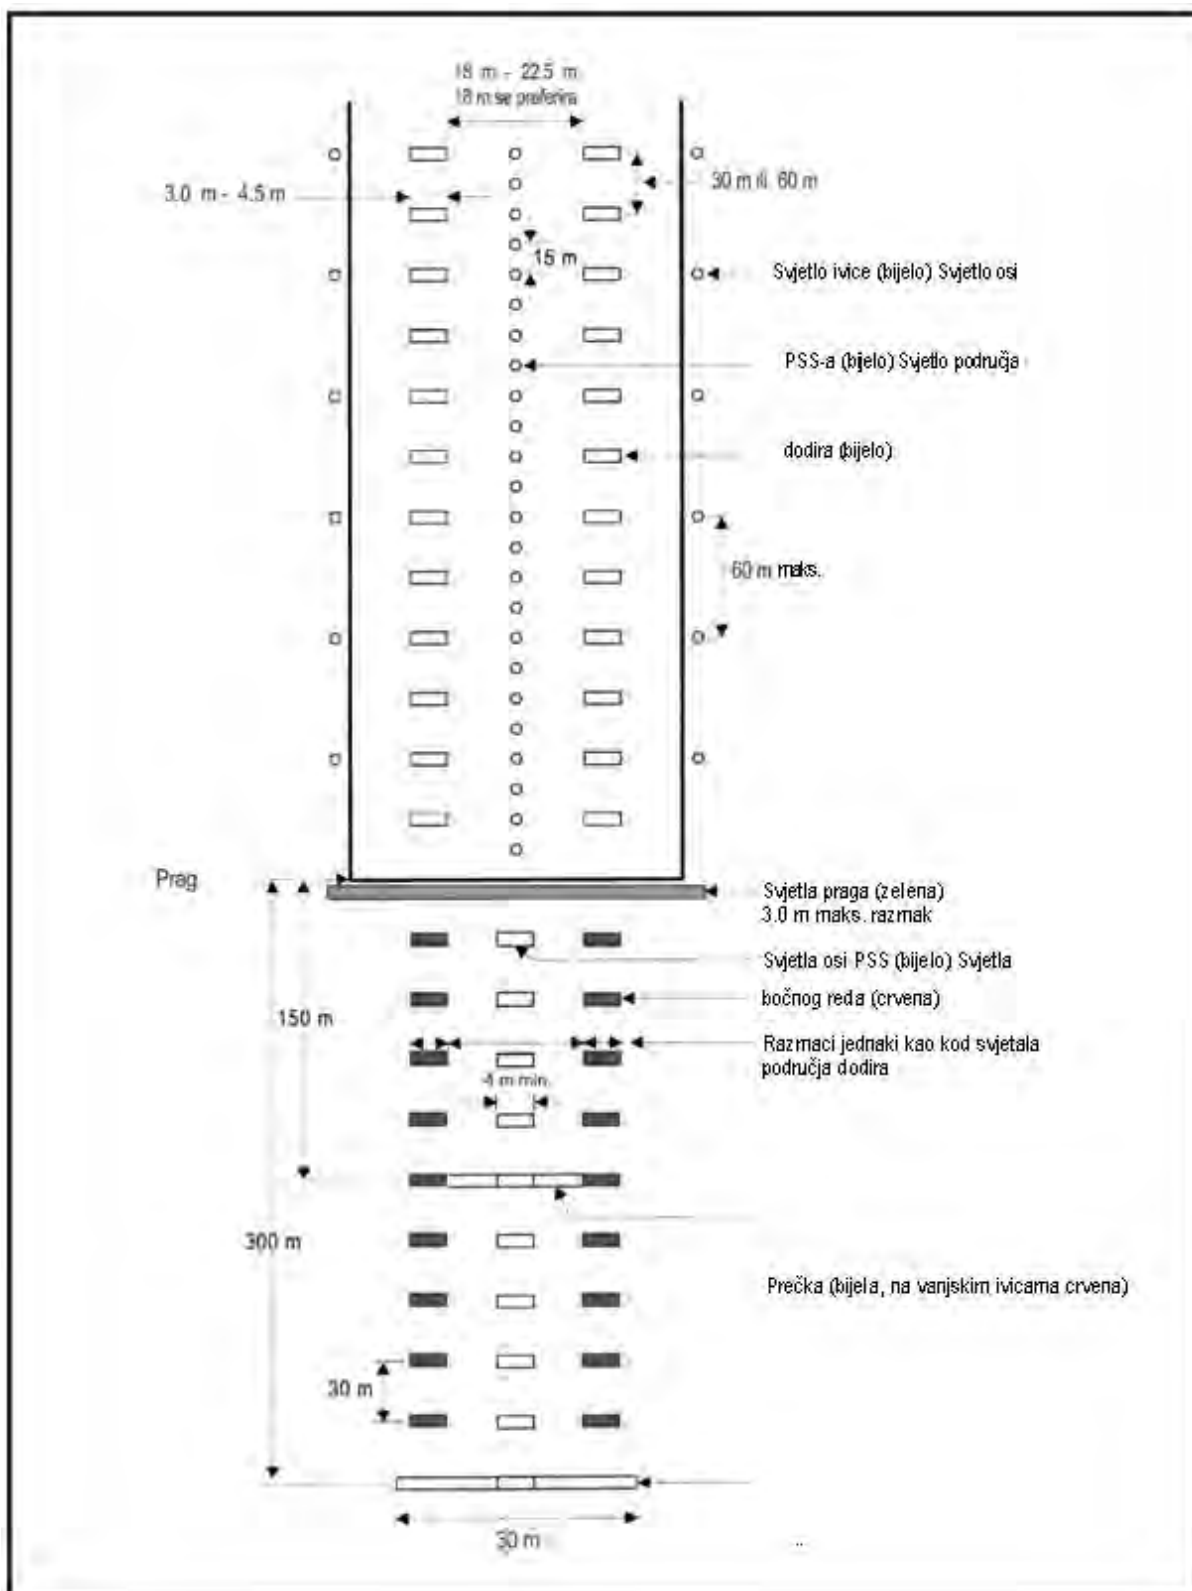 18 m - 22.5 m
18 m se preferira
3.0 m - 4.5 m
30 m ili 60 m
15 m
Svjetlo ivice (bijelo) Svjetlo osi
PSS-a (bijelo) Svjetlo područja
dodira (bijelo)
60 m maks.
Prag
Svjetla praga (zelena)
3.0 m maks. razmak
Svjetla osi PSS (bijelo) Svjetla
bočnog reda (crvena)
150 m
Razmaci jednaki kao kod svjetala
područja dodira
4 m min.
300 m
Prečka (bijela, na vanjskim ivicama crvena)
30 m
30 m